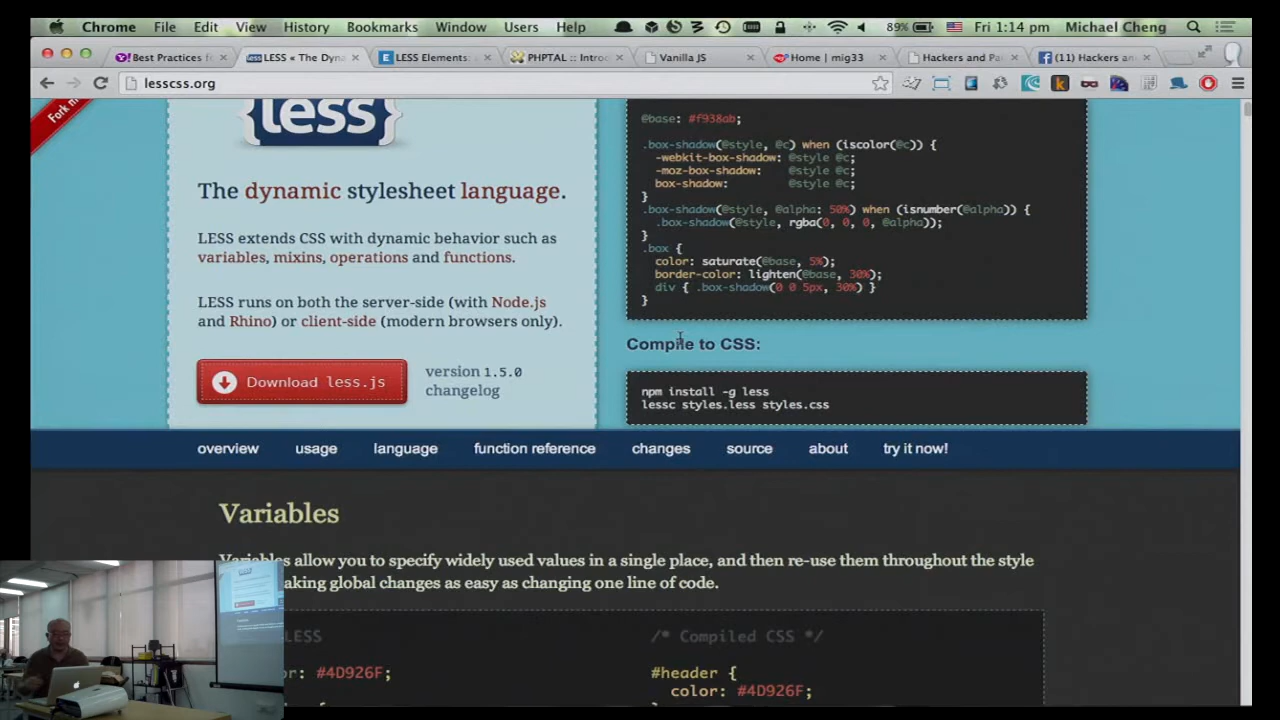 Chrome File Edit View History Bookmarks Window Users Help 89% Fri 1:14 pm Michael Cheng
Best Practices f LESS « The Dyna LESS Elements: PHPTAL :: Introd Vanilla JS Home | mig33 Hackers and Pai (11) Hackers an
lesscss.org
Fork m
{less}
The dynamic stylesheet language.
LESS extends CSS with dynamic behavior such as
variables, mixins, operations and functions.
LESS runs on both the server-side (with Node.js
and Rhino) or client-side (modern browsers only).
Download less.js
version 1.5.0
changelog
@base: #f938ab;
.box-shadow(@style, @c) when (iscolor(@c)) {
-webkit-box-shadow: @style @c;
-moz-box-shadow: @style @c;
box-shadow: @style @c;
}
.box-shadow(@style, @alpha: 50%) when (isnumber(@alpha)) {
.box-shadow(@style, rgba(0, 0, 0, @alpha));
}
.box {
color: saturate(@base, 5%);
border-color: lighten(@base, 30%);
div { .box-shadow(0 0 5px, 30%) }
}
Compile to CSS:
npm install -g less
lessc styles.less styles.css
overview usage language function reference changes source about try it now!
Variables
Variables allow you to specify widely used values in a single place, and then re-use them throughout the style
aking global changes as easy as changing one line of code.
LESS
r: #4D926F;
/* Compiled CSS */
#header {
color: #4D926F;
}